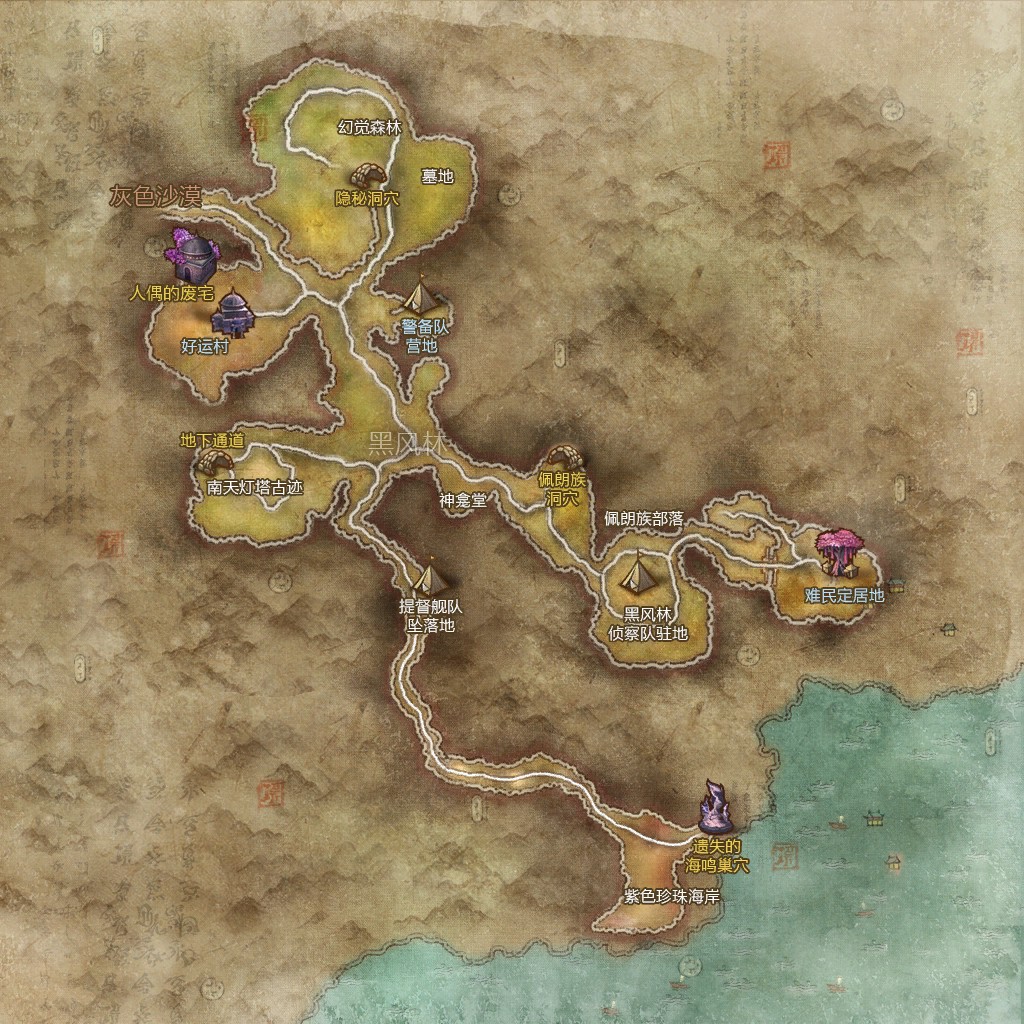 幻觉森林
墓地
灰色沙漠
隐秘洞穴
人偶的废宅
警备队
营地
好运村
地下通道
黑风林
南天灯塔古迹
神龛堂
佩朗族
洞穴
佩朗族部落
难民定居地
提督舰队
坠落地
黑风林
侦察队驻地
遗失的
海鸣巢穴
紫色珍珠海岸